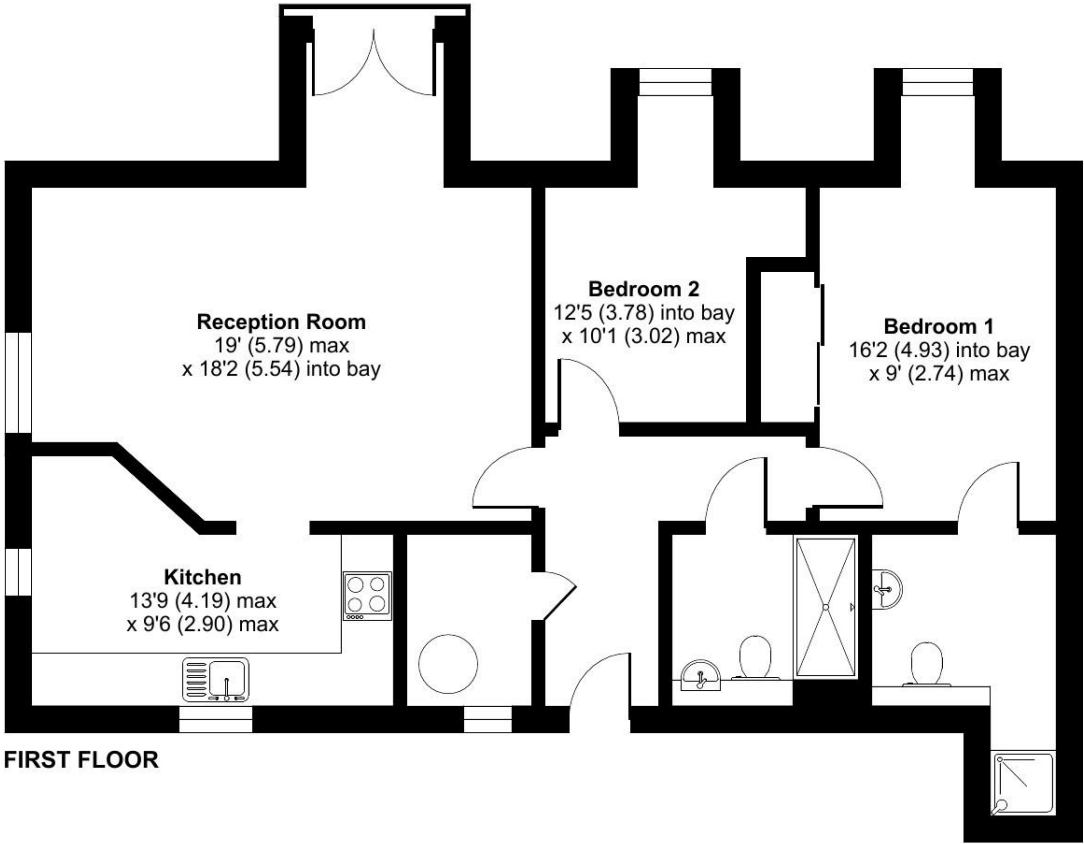 Reception Room
19' (5.79) max
x 18'2 (5.54) into bay
Bedroom 2
12'5 (3.78) into bay
x 10'1 (3.02) max
Bedroom 1
16'2 (4.93) into bay
x 9' (2.74) max
Kitchen
13'9 (4.19) max
x 9'6 (2.90) max
FIRST FLOOR